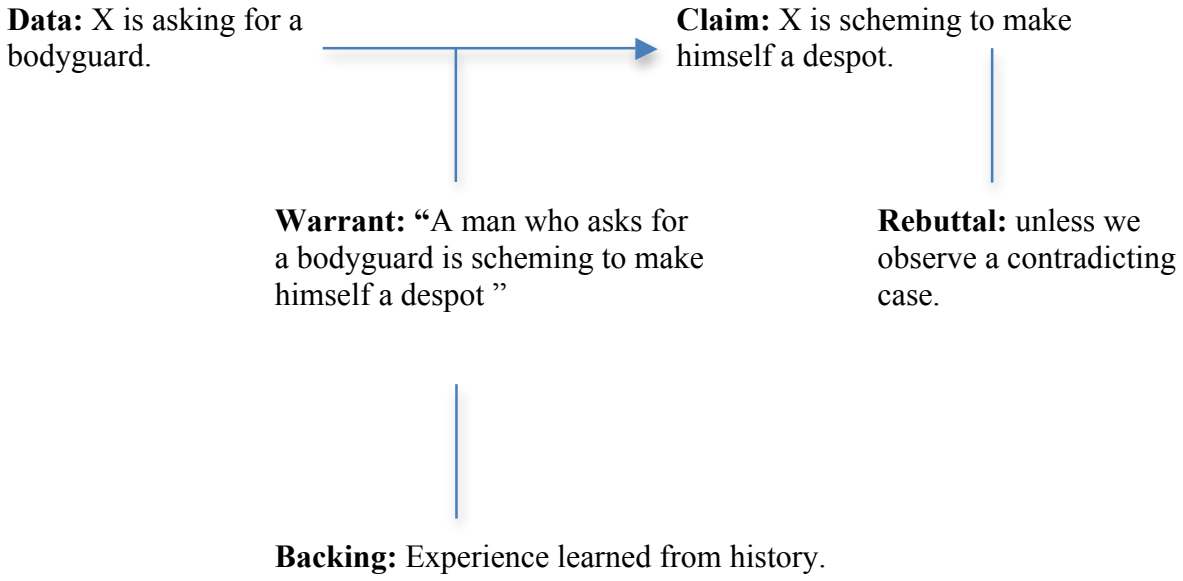 Data: X is asking for a
bodyguard.
Claim: X is scheming to make
himself a despot.
Warrant: “A man who asks for
a bodyguard is scheming to make
himself a despot ”
Rebuttal: unless we
observe a contradicting
case.
Backing: Experience learned from history.